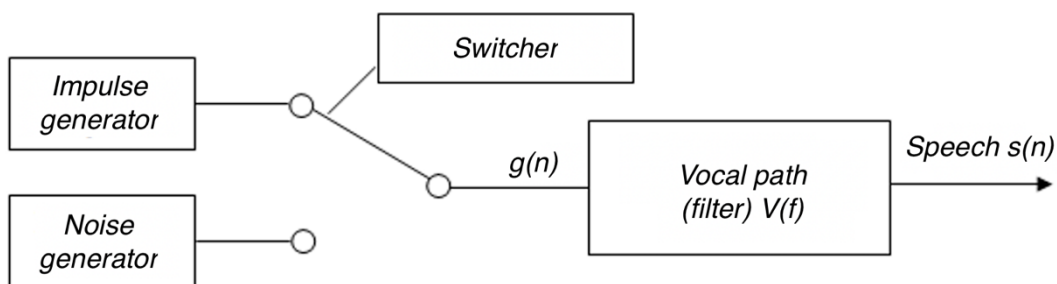 Switcher
Impulse
generator
g(n)
Speech s(n)
Vocal path
(filter) V(f)
Noise
generator